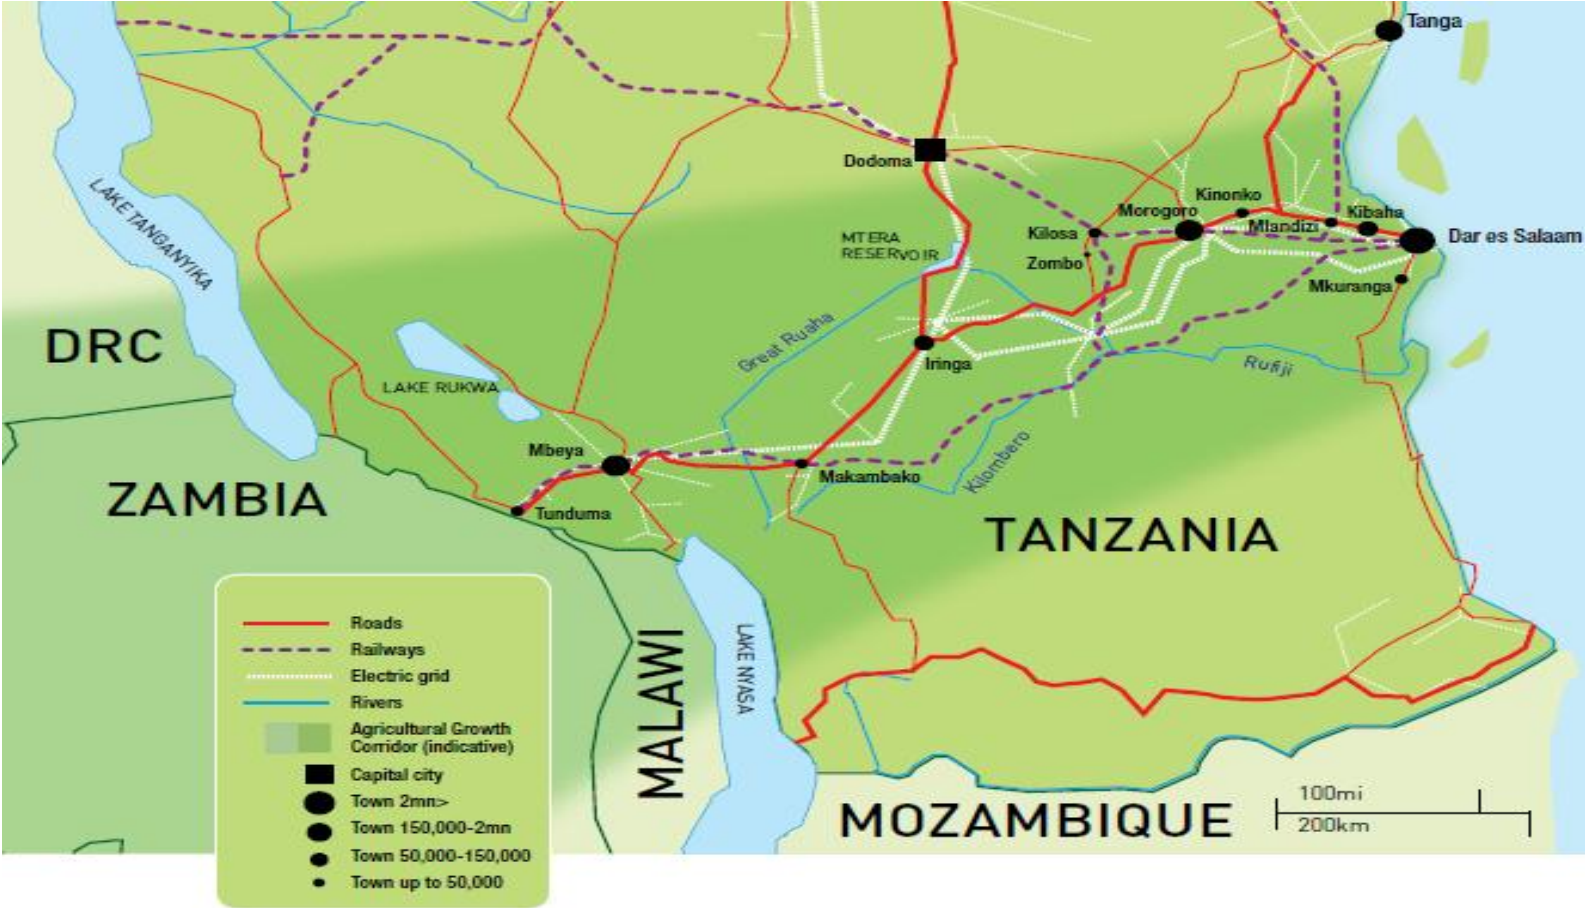 Tanga
Dodoma
Kinonko
Morogoro
Kibaha
Mlandizi
Kilosa
Dar es Salaam
MTERA
RESERVOIR
Zombo
Mkuranga
LAKE TANGANYIKA
DRC
Great Ruaha
Iringa
Rufiji
LAKE RUKWA
Mbeya
Kilombero
Makambako
ZAMBIA
Tunduma
TANZANIA
Roads
Railways
Electric grid
Rivers
Agricultural Growth
Corridor (indicative)
Capital city
Town 2mn>
Town 150,000-2mn
Town 50,000-150,000
Town up to 50,000
MALAWI
LAKE NYASA
MOZAMBIQUE
100mi
200km